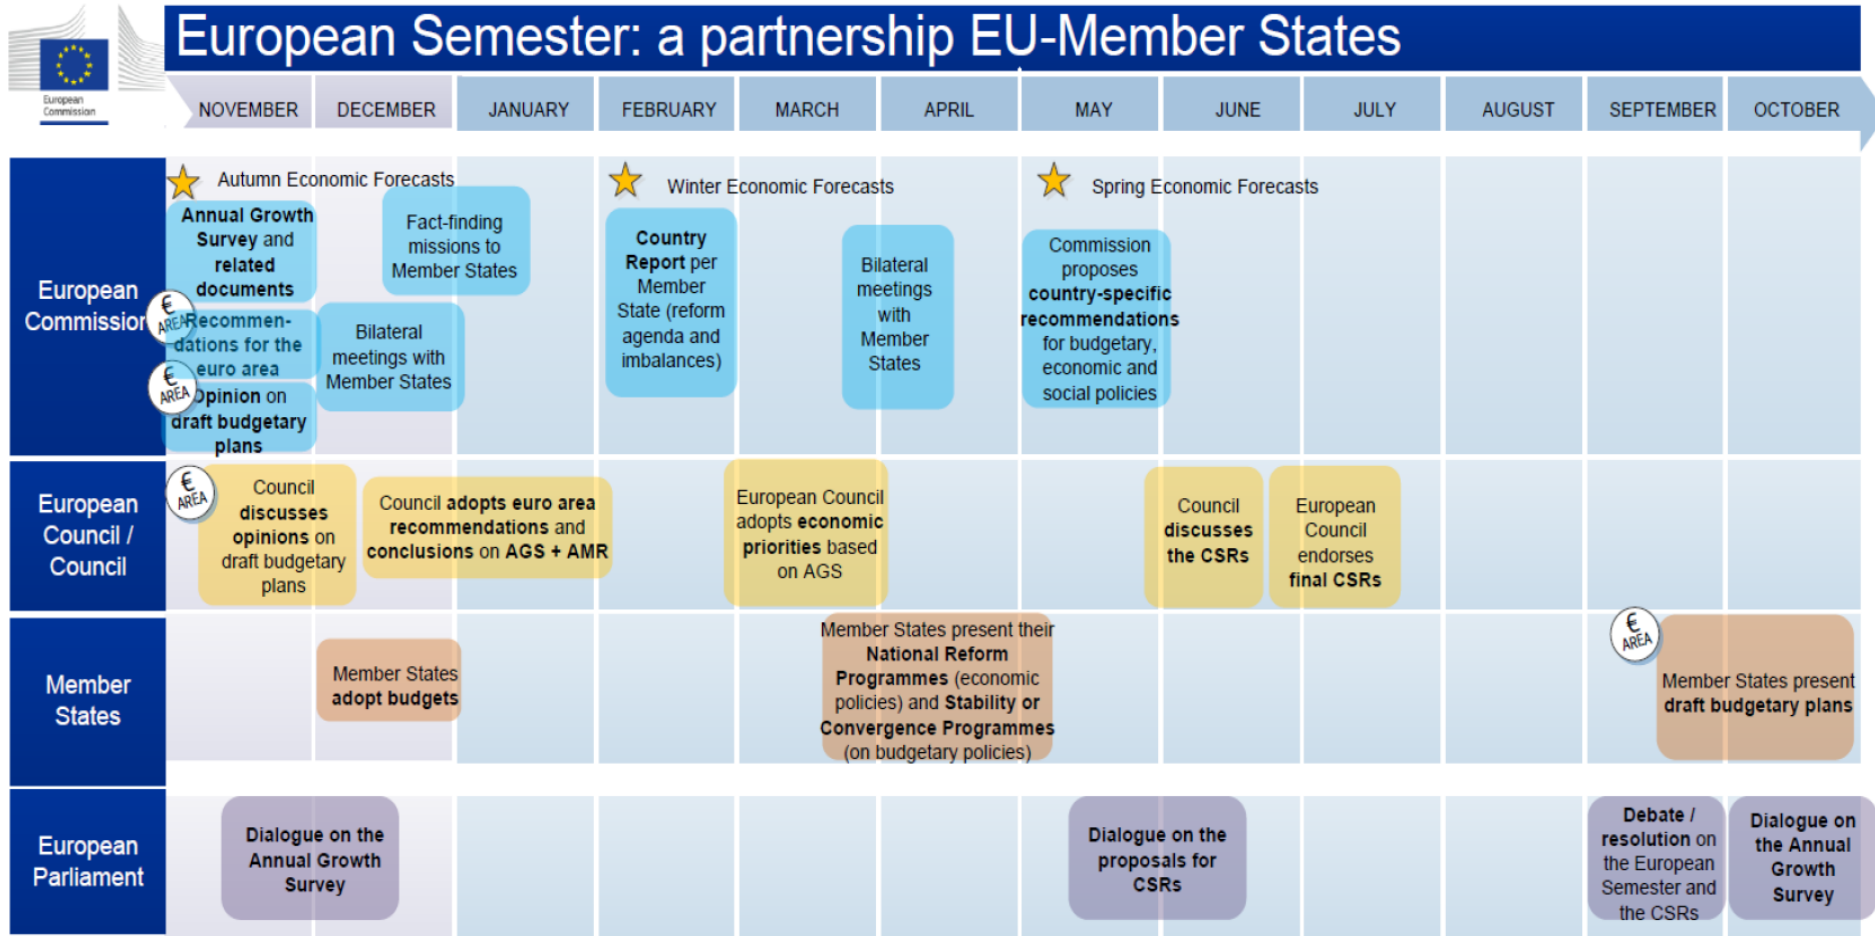 European Semester: a partnership EU-Member States
European
Commission
NOVEMBER
DECEMBER
JANUARY
FEBRUARY
MARCH
APRIL
MAY
JUNE
JULY
AUGUST
SEPTEMBER
OCTOBER
European
Commission
Autumn Economic Forecasts
Winter Economic Forecasts
Spring Economic Forecasts
Annual Growth
Survey and
related
documents
€
AREA
Recommen-
dations for the
euro area
€
AREA
Opinion on
draft budgetary
plans
Fact-finding
missions to
Member States
Bilateral
meetings with
Member States
Country
Report per
Member
State (reform
agenda and
imbalances)
Bilateral
meetings
with
Member
States
Commission
proposes
country-specific
recommendations
for budgetary,
economic and
social policies
European
Council /
Council
€
AREA
Council
discusses
opinions on
draft budgetary
plans
Council adopts euro area
recommendations and
conclusions on AGS + AMR
European Council
adopts economic
priorities based
on AGS
Council
discusses
the CSRs
European
Council
endorses
final CSRs
Member
States
Member States
adopt budgets
Member States present their
National Reform
Programmes (economic
policies) and Stability or
Convergence Programmes
(on budgetary policies)
€
AREA
Member States present
draft budgetary plans
European
Parliament
Dialogue on the
Annual Growth
Survey
Dialogue on the
proposals for
CSRs
Debate /
resolution on
the European
Semester and
the CSRs
Dialogue on
the Annual
Growth
Survey